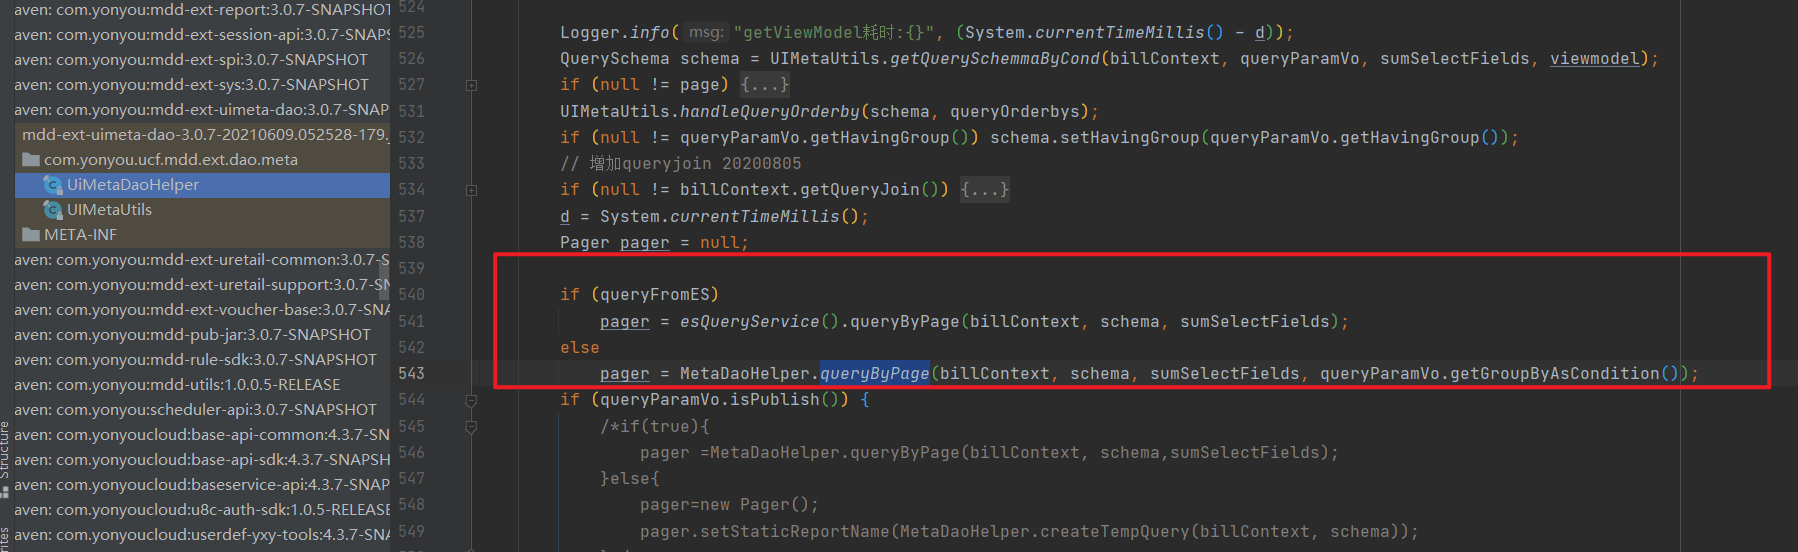 aven: com.yonyou:mdd-ext-report:3.0.7-SNAPSHOT
aven: com.yonyou:mdd-ext-session-api:3.0.7-SNAP
aven: com.yonyou:mdd-ext-spi:3.0.7-SNAPSHOT
aven: com.yonyou:mdd-ext-sys:3.0.7-SNAPSHOT
aven: com.yonyou:mdd-ext-uimeta-dao:3.0.7-SNAP
mdd-ext-uimeta-dao-3.0.7-20210609.052528-179.j
com.yonyou.ucf.mdd.ext.dao.meta
UiMetaDaoHelper
UIMetaUtils
META-INF
aven: com.yonyou:mdd-ext-uretail-common:3.0.7-S
aven: com.yonyou:mdd-ext-uretail-support:3.0.7-SN
aven: com.yonyou:mdd-ext-voucher-base:3.0.7-SNA
aven: com.yonyou:mdd-pub-jar:3.0.7-SNAPSHOT
aven: com.yonyou:mdd-rule-sdk:3.0.7-SNAPSHOT
aven: com.yonyou:mdd-utils:1.0.0.5-RELEASE
aven: com.yonyou:scheduler-api:3.0.7-SNAPSHOT
aven: com.yonyoucloud:base-api-common:4.3.7-SN
aven: com.yonyoucloud:base-api-sdk:4.3.7-SNAPSH
aven: com.yonyoucloud:baseservice-api:4.3.7-SNAP
aven: com.yonyoucloud:u8c-auth-sdk:1.0.5-RELEAS
aven: com.yonyoucloud:userdef-yxy-tools:4.3.7-SNA
Structure
rites
524
525 Logger.info( msg: "getViewModel耗时:{}", (System.currentTimeMillis() - d));
526 QuerySchema schema = UIMetaUtils.getQuerySchemmaByCond(billContext, queryParamVo, sumSelectFields, viewmodel);
527 if (null != page) {...}
531 UIMetaUtils.handleQueryOrderby(schema, queryOrderbys);
532 if (null != queryParamVo.getHavingGroup()) schema.setHavingGroup(queryParamVo.getHavingGroup());
533 // 增加queryjoin 20200805
534 if (null != billContext.getQueryJoin()) {...}
537 d = System.currentTimeMillis();
538 Pager pager = null;
539
540 if (queryFromES)
541 pager = esQueryService().queryByPage(billContext, schema, sumSelectFields);
542 else
543 pager = MetaDaoHelper.queryByPage(billContext, schema, sumSelectFields, queryParamVo.getGroupByAsCondition());
544 if (queryParamVo.isPublish()) {
545 /*if(true){
546 pager =MetaDaoHelper.queryByPage(billContext, schema,sumSelectFields);
547 }else{
548 pager=new Pager();
549 pager.setStaticReportName(MetaDaoHelper.createTempQuery(billContext, schema));